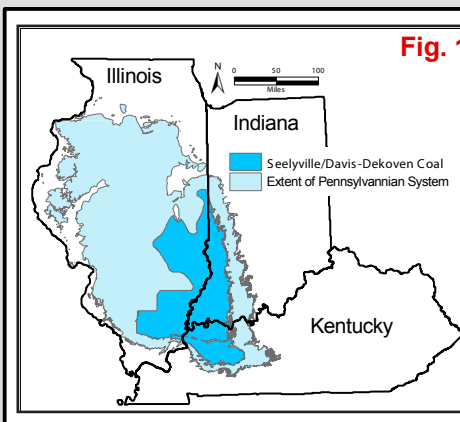 Fig. 1
Illinois
N
0 50 100
Miles
Indiana
Seelyville/Davis-Dekoven Coal
Extent of Pennsylvannian System
Kentucky